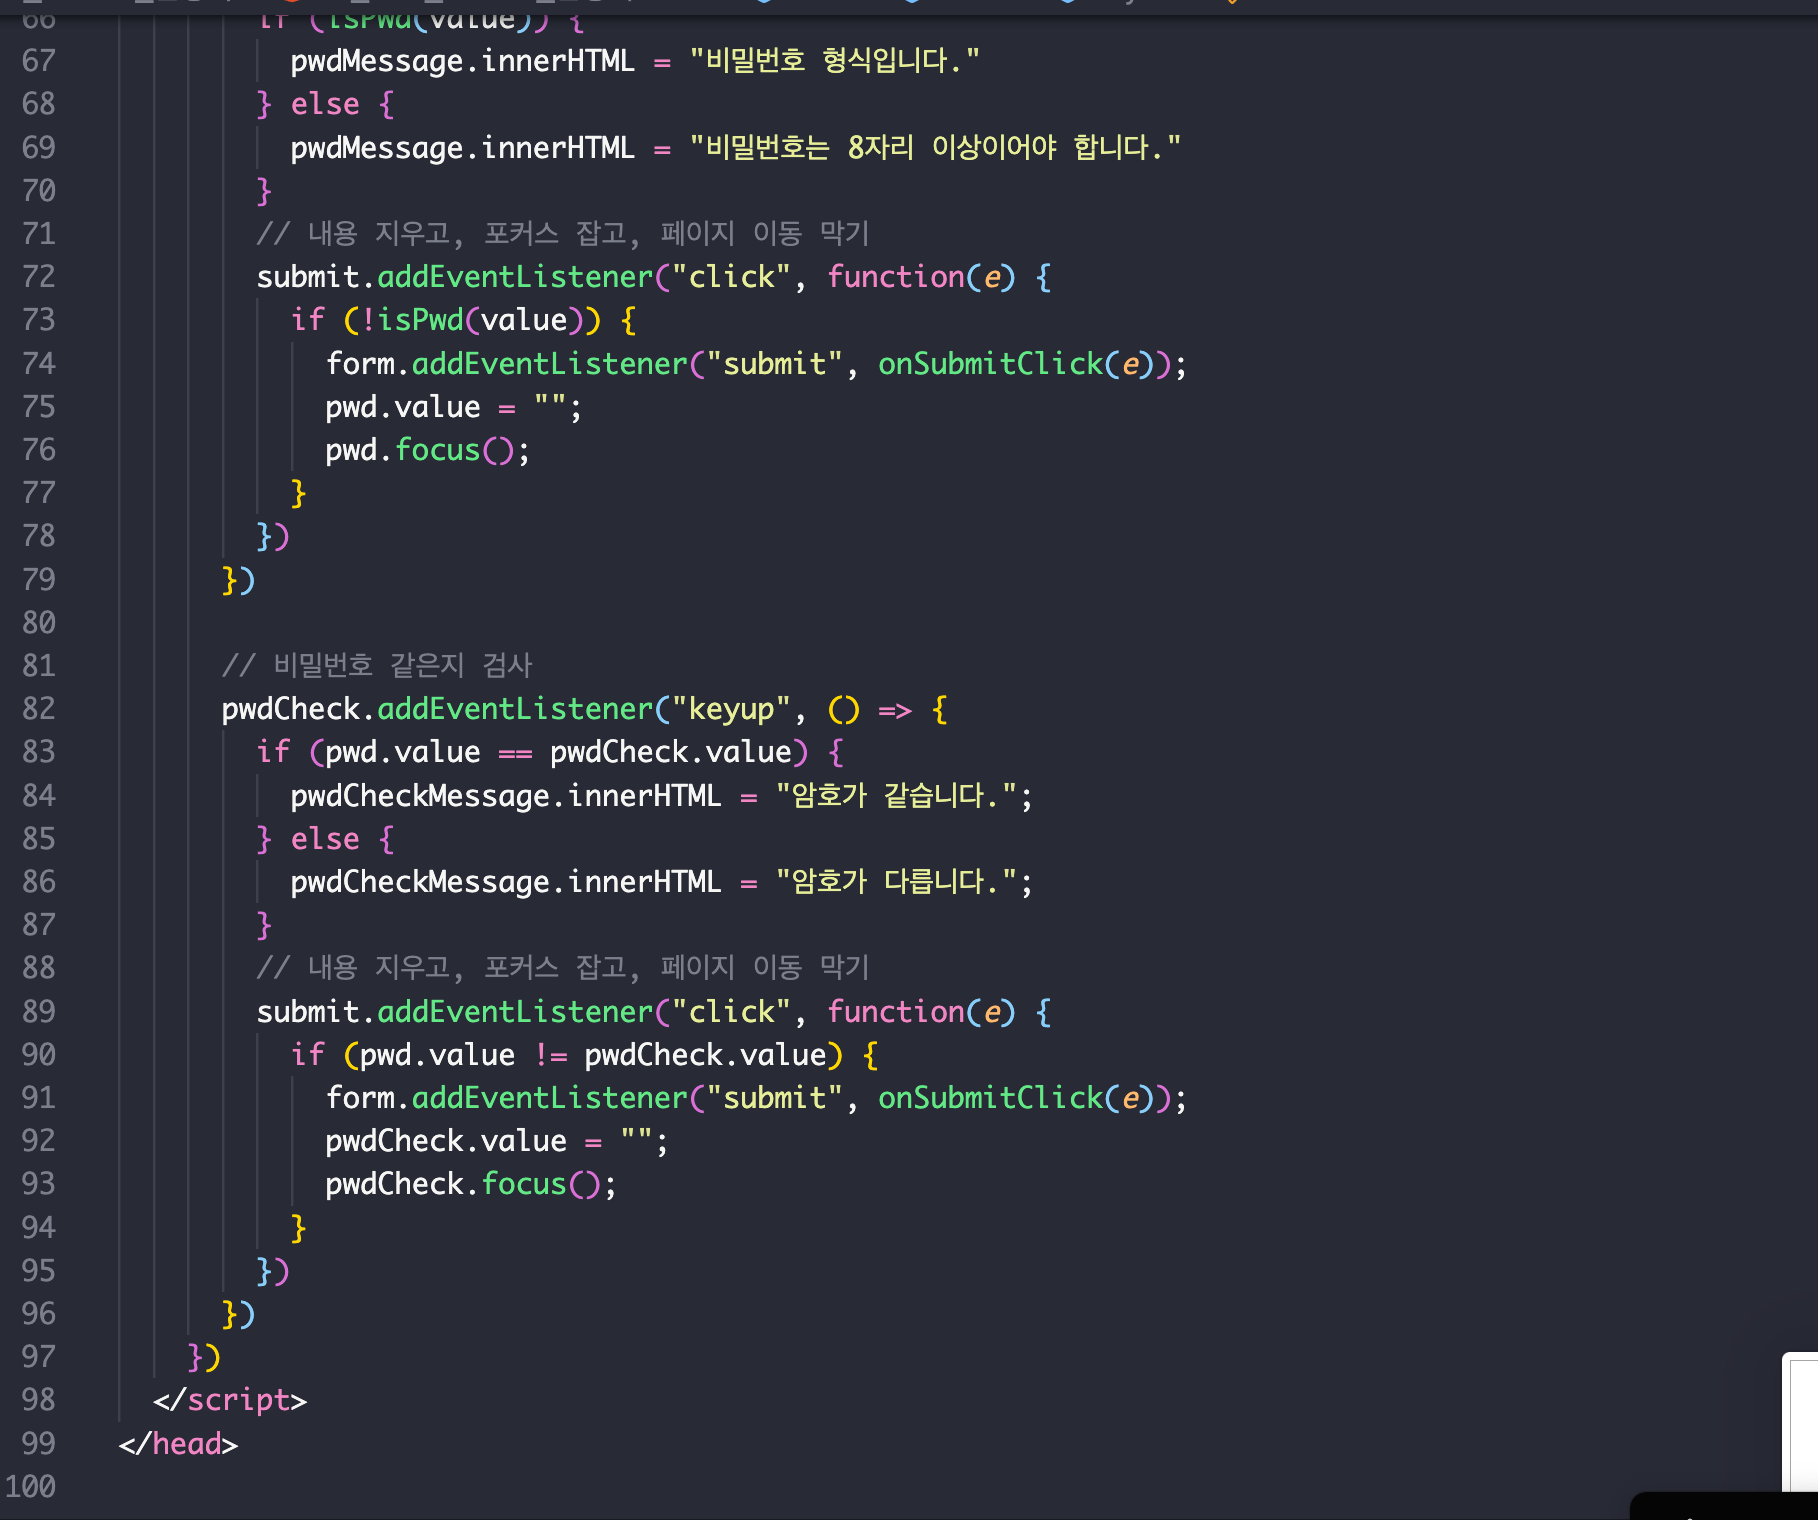 66 if (isPwd(value)) {
67 pwdMessage.innerHTML = "비밀번호 형식입니다."
68 } else {
69 pwdMessage.innerHTML = "비밀번호는 8자리 이상이어야 합니다."
70 }
71 // 내용 지우고, 포커스 잡고, 페이지 이동 막기
72 submit.addEventListener("click", function(e) {
73 if (!isPwd(value)) {
74 form.addEventListener("submit", onSubmitClick(e));
75 pwd.value = "";
76 pwd.focus();
77 }
78 })
79 })
80
81 // 비밀번호 같은지 검사
82 pwdCheck.addEventListener("keyup", () => {
83 if (pwd.value == pwdCheck.value) {
84 pwdCheckMessage.innerHTML = "암호가 같습니다.";
85 } else {
86 pwdCheckMessage.innerHTML = "암호가 다릅니다.";
87 }
88 // 내용 지우고, 포커스 잡고, 페이지 이동 막기
89 submit.addEventListener("click", function(e) {
90 if (pwd.value != pwdCheck.value) {
91 form.addEventListener("submit", onSubmitClick(e));
92 pwdCheck.value = "";
93 pwdCheck.focus();
94 }
95 })
96 })
97 })
98 </script>
99 </head>
100